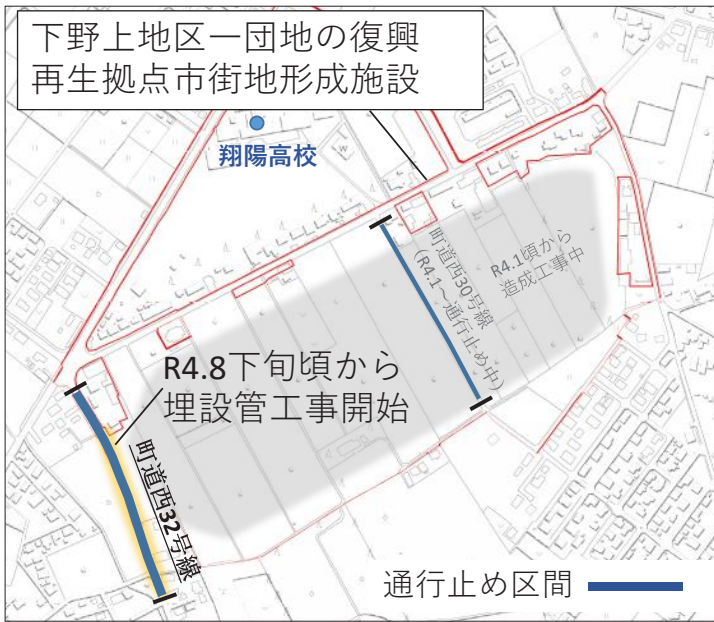 下野上地区一団地の復興
再生拠点市街地形成施設
翔陽高校
町道西30号線
（R4.1～通行止め中）
R4.1頃から
造成工事中
R4.8下旬頃から
埋設管工事開始
町道西32号線
通行止め区間